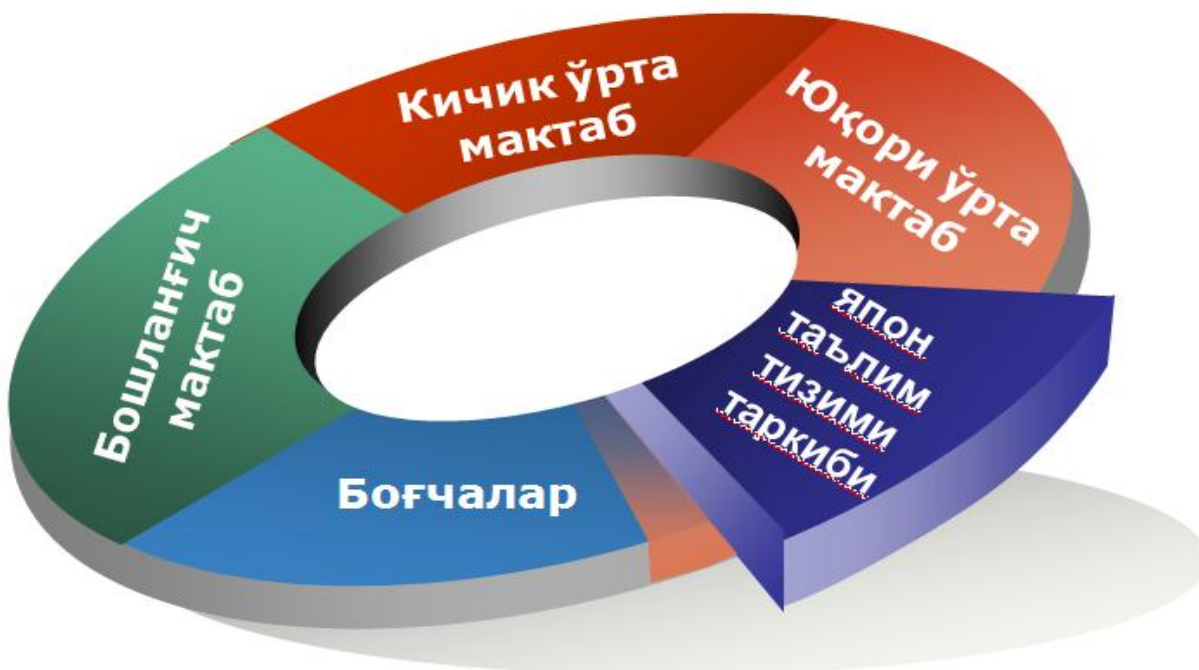 Кичик ўрта
мактаб
Юқори ўрта
мактаб
Бошланғич
мактаб
япон
таълим
тизими
таркиби
Боғчалар